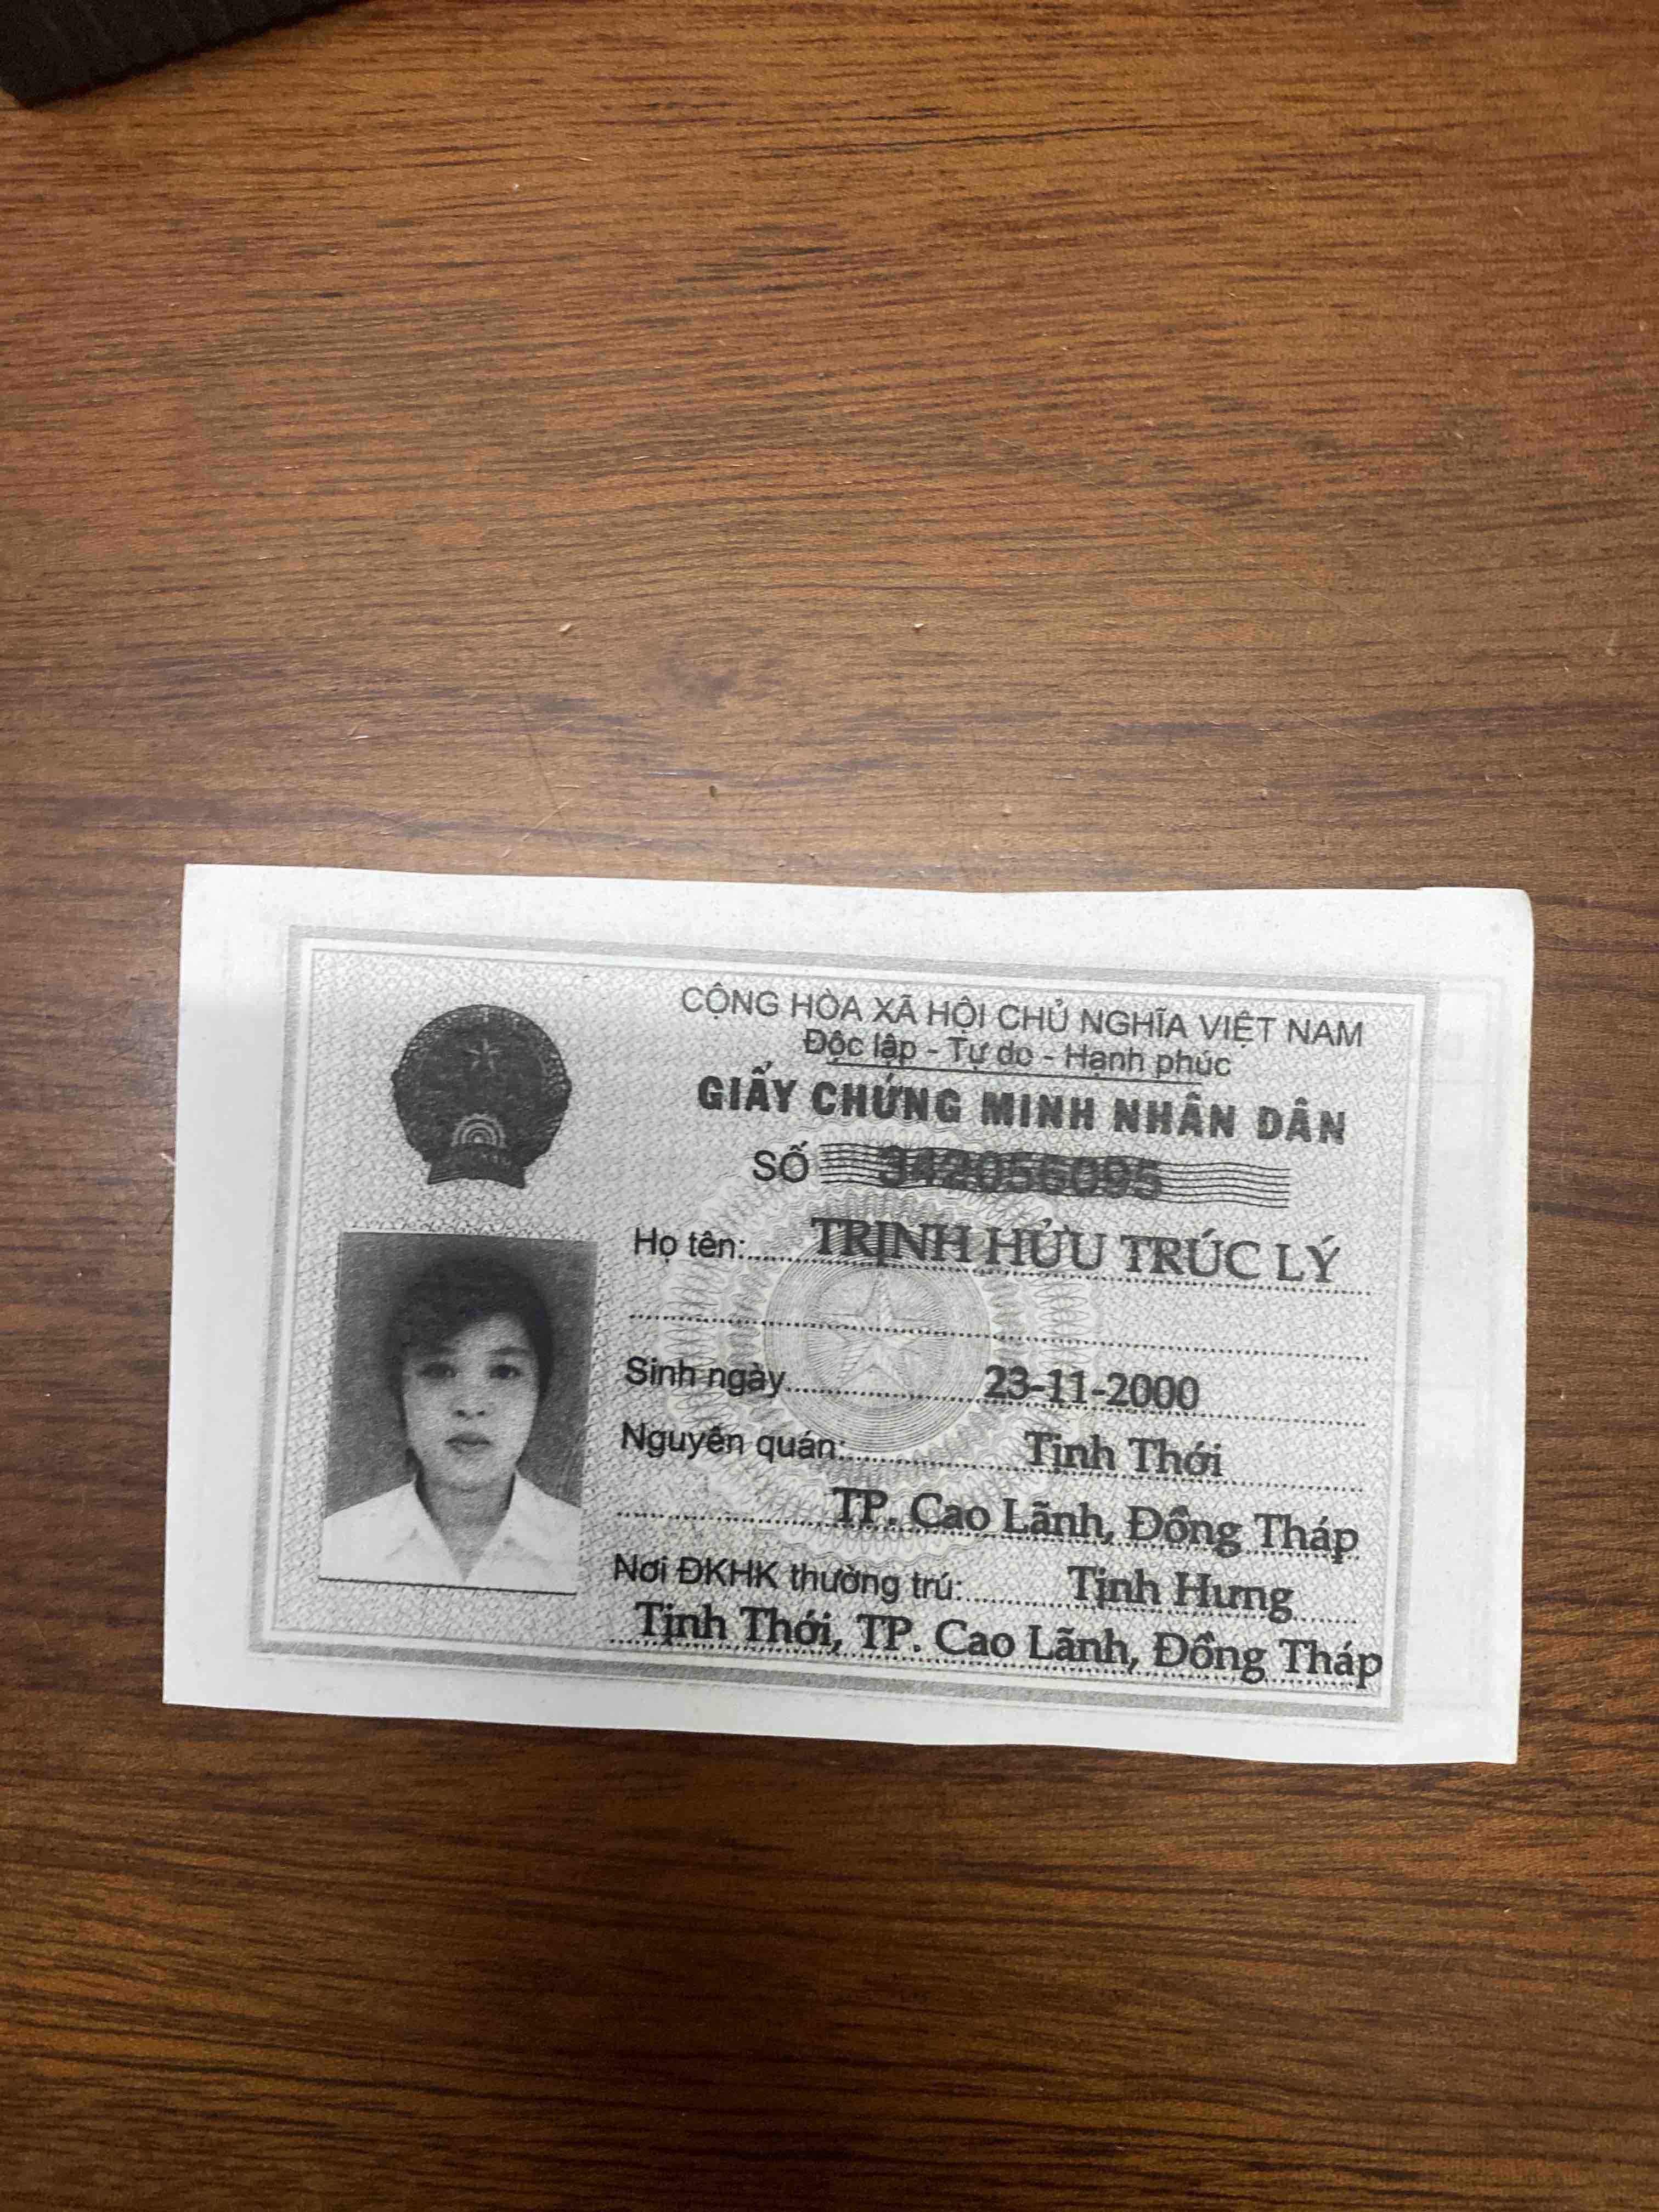 CỘNG HÒA XÃ HỘI CHỦ NGHĨA VIỆT NAM
Độc lập - Tự do - Hạnh phúc
GIẤY CHỨNG MINH NHÂN DÂN
SỐ 342056095
Họ tên: TRỊNH HỬU TRÚC LÝ
Sinh ngày 23-11-2000
Nguyên quán: Tịnh Thới
TP. Cao Lãnh, Đồng Tháp
Nơi ĐKHK thường trú: Tịnh Hưng
Tịnh Thới, TP. Cao Lãnh, Đồng Tháp